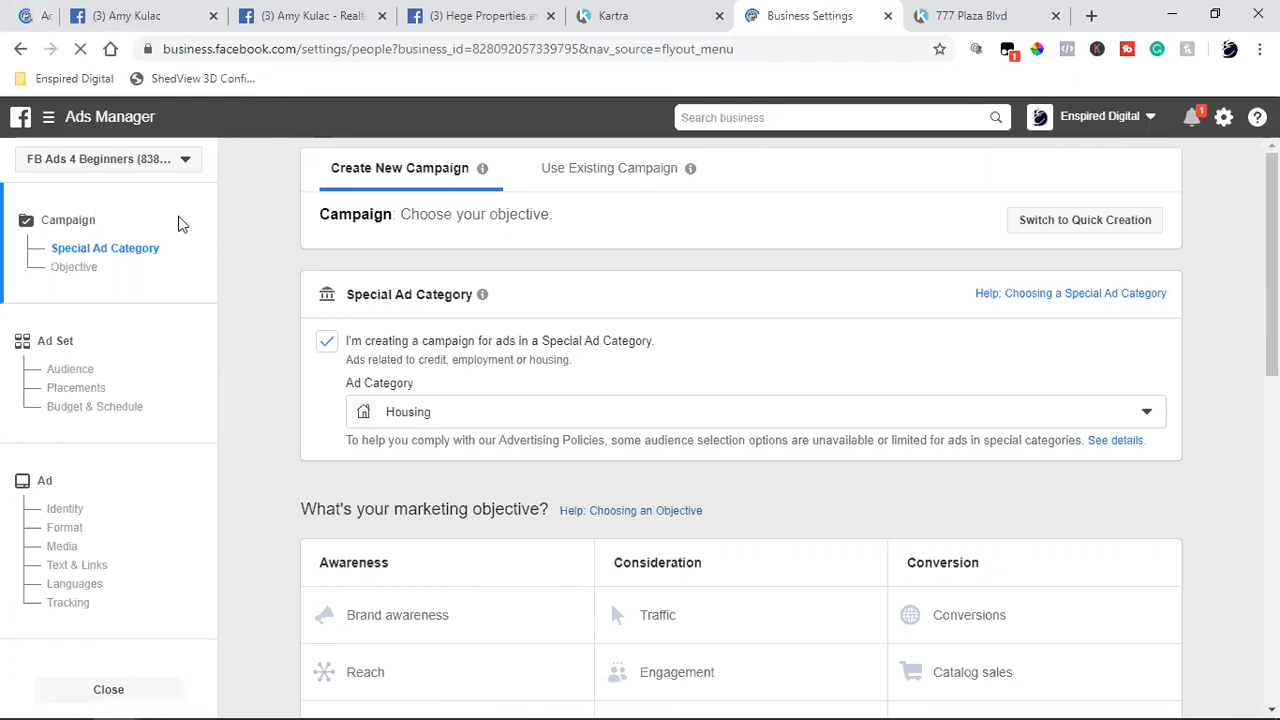 Ac
(3) Amy Kulac
(3) Amy Kulac - Realt
(3) Hege Properties an
Kartra
Business Settings
777 Plaza Blvd
business.facebook.com/settings/people?business_id=828092057339795&nav_source=flyout_menu
1
Enspired Digital
ShedView 3D Confi...
Ads Manager
Search business
Enspired Digital
1
FB Ads 4 Beginners (838...
Campaign
Special Ad Category
Objective
Ad Set
Audience
Placements
Budget & Schedule
Ad
Identity
Format
Media
Text & Links
Languages
Tracking
Close
Create New Campaign
Use Existing Campaign
Campaign: Choose your objective.
Switch to Quick Creation
Special Ad Category
Help: Choosing a Special Ad Category
I'm creating a campaign for ads in a Special Ad Category.
Ads related to credit, employment or housing.
Ad Category
Housing
To help you comply with our Advertising Policies, some audience selection options are unavailable or limited for ads in special categories. See details.
What's your marketing objective? Help: Choosing an Objective
Awareness
Consideration
Conversion
Brand awareness
Traffic
Conversions
Reach
Engagement
Catalog sales